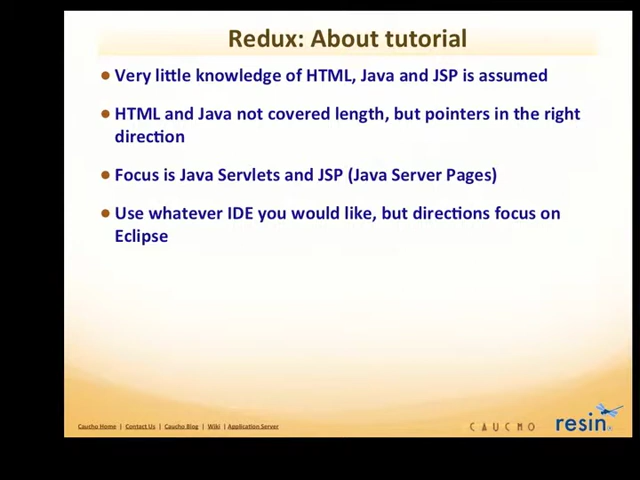 Redux: About tutorial
Very little knowledge of HTML, Java and JSP is assumed
HTML and Java not covered length, but pointers in the right
direction
Focus is Java Servlets and JSP (Java Server Pages)
Use whatever IDE you would like, but directions focus on
Eclipse
Caucho Home | Contact Us | Caucho Blog | Wiki | Application Server
CAUCHO
resin